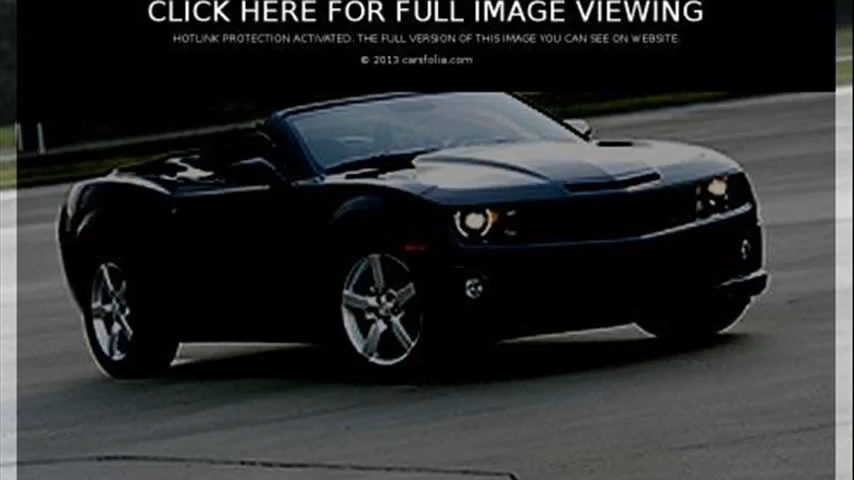 CLICK HERE FOR FULL IMAGE VIEWING
HOTLINK PROTECTION ACTIVATED. THE FULL VERSION OF THIS IMAGE YOU CAN SEE ON WEBSITE.
© 2013 carsfolia.com